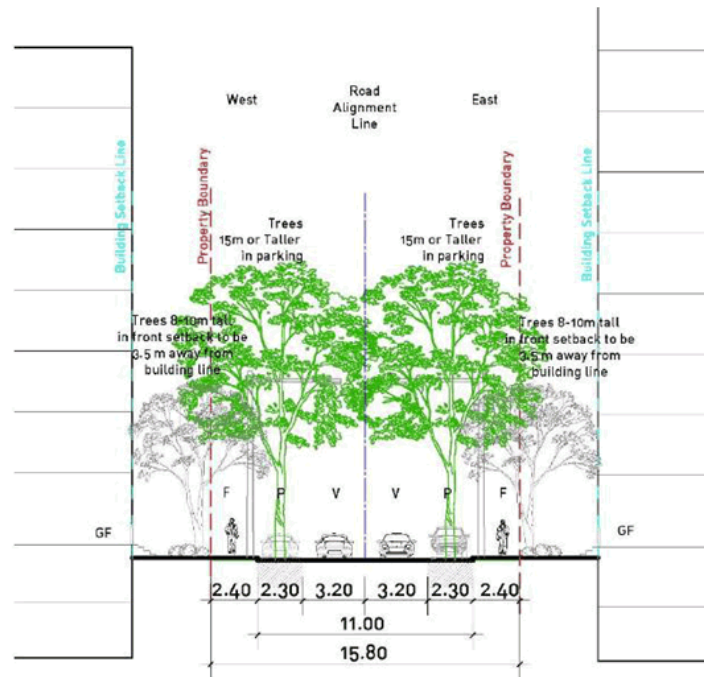 West
Road
Alignment
Line
East
Building Setback Line
Property Boundary
Property Boundary
Building Setback Line
Trees
15m or Taller
in parking
Trees
15m or Taller
in parking
Trees 8-10m tall
in front setback to be
3.5 m away from
building line
Trees 8-10m tall
in front setback to be
3.5 m away from
building line
F P V V P F
GF
GF
2.40 2.30 3.20 3.20 2.30 2.40
11.00
15.80